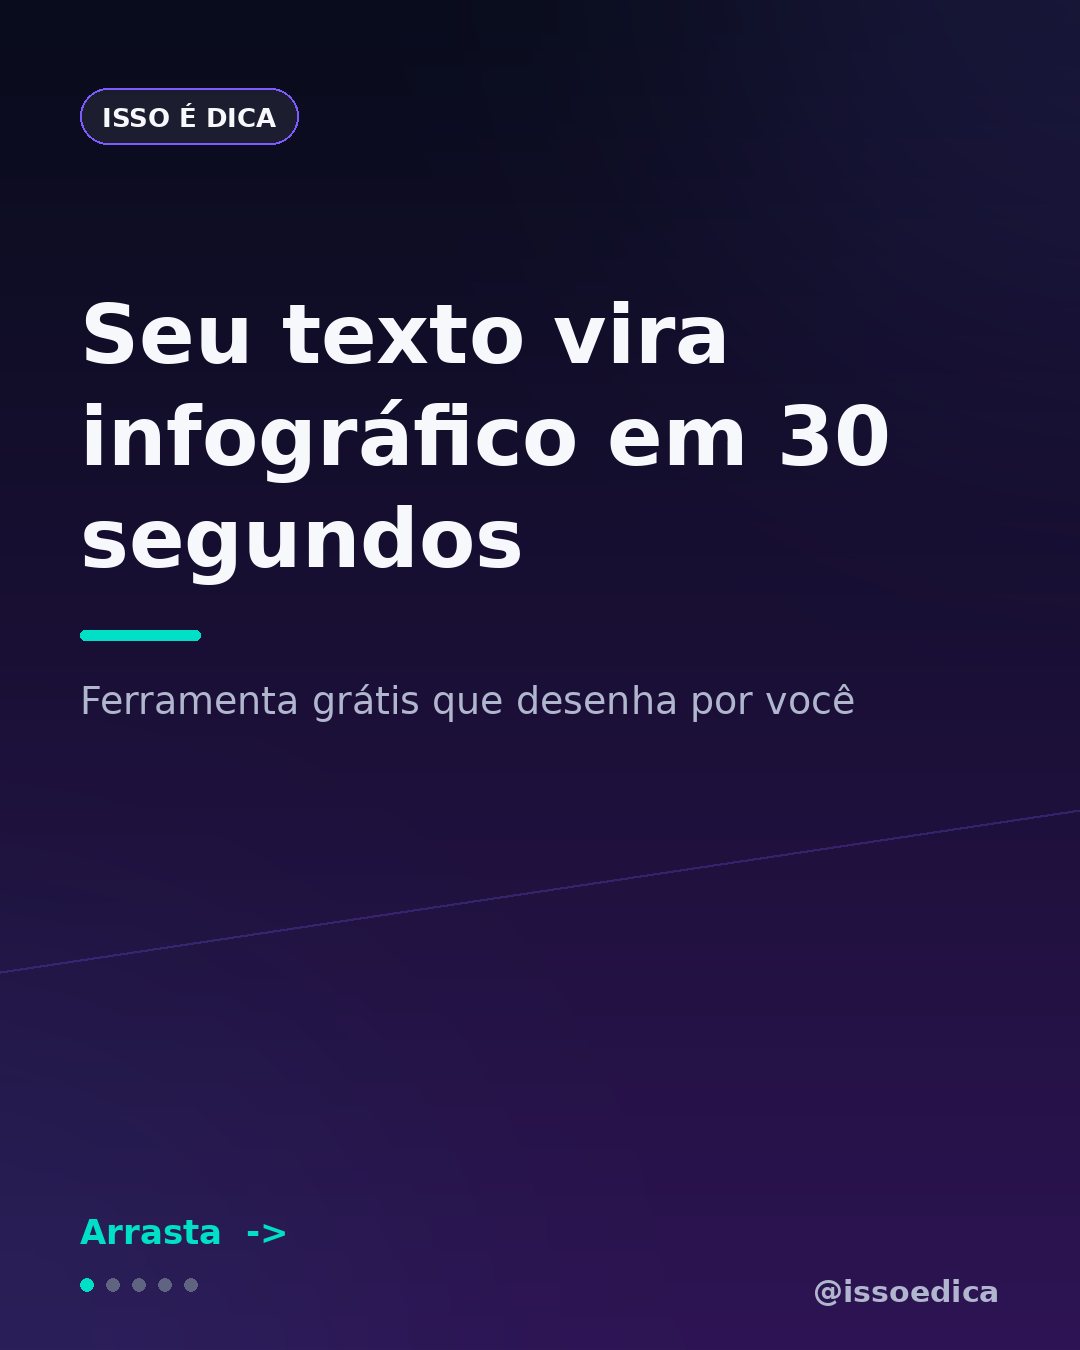 ISSO É DICA
Seu texto vira
infográfico em 30
segundos
Ferramenta grátis que desenha por você
Arrasta ->
@issoedica